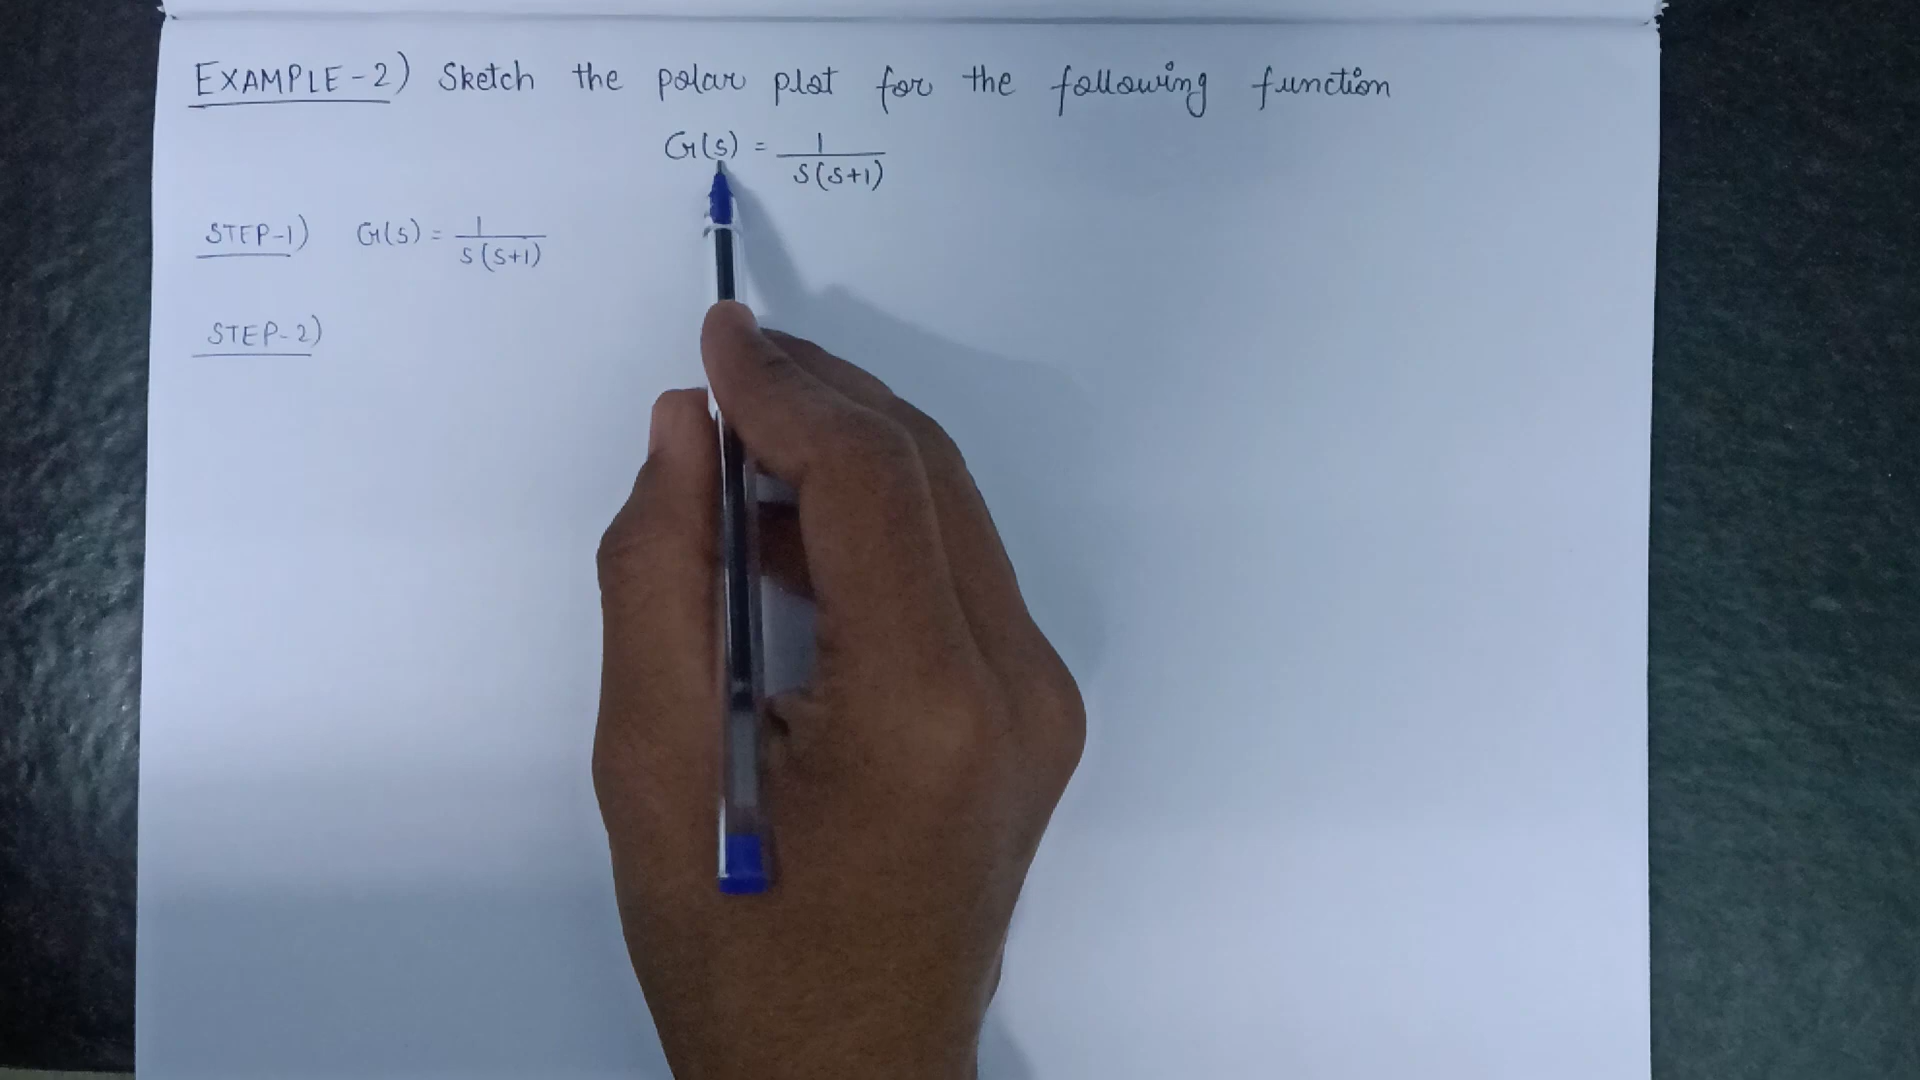 EXAMPLE-2) Sketch the polar plot for the following function
G(s) = 1/s(s+1)
STEP-1) G(s) = 1/s(s+1)
STEP-2)